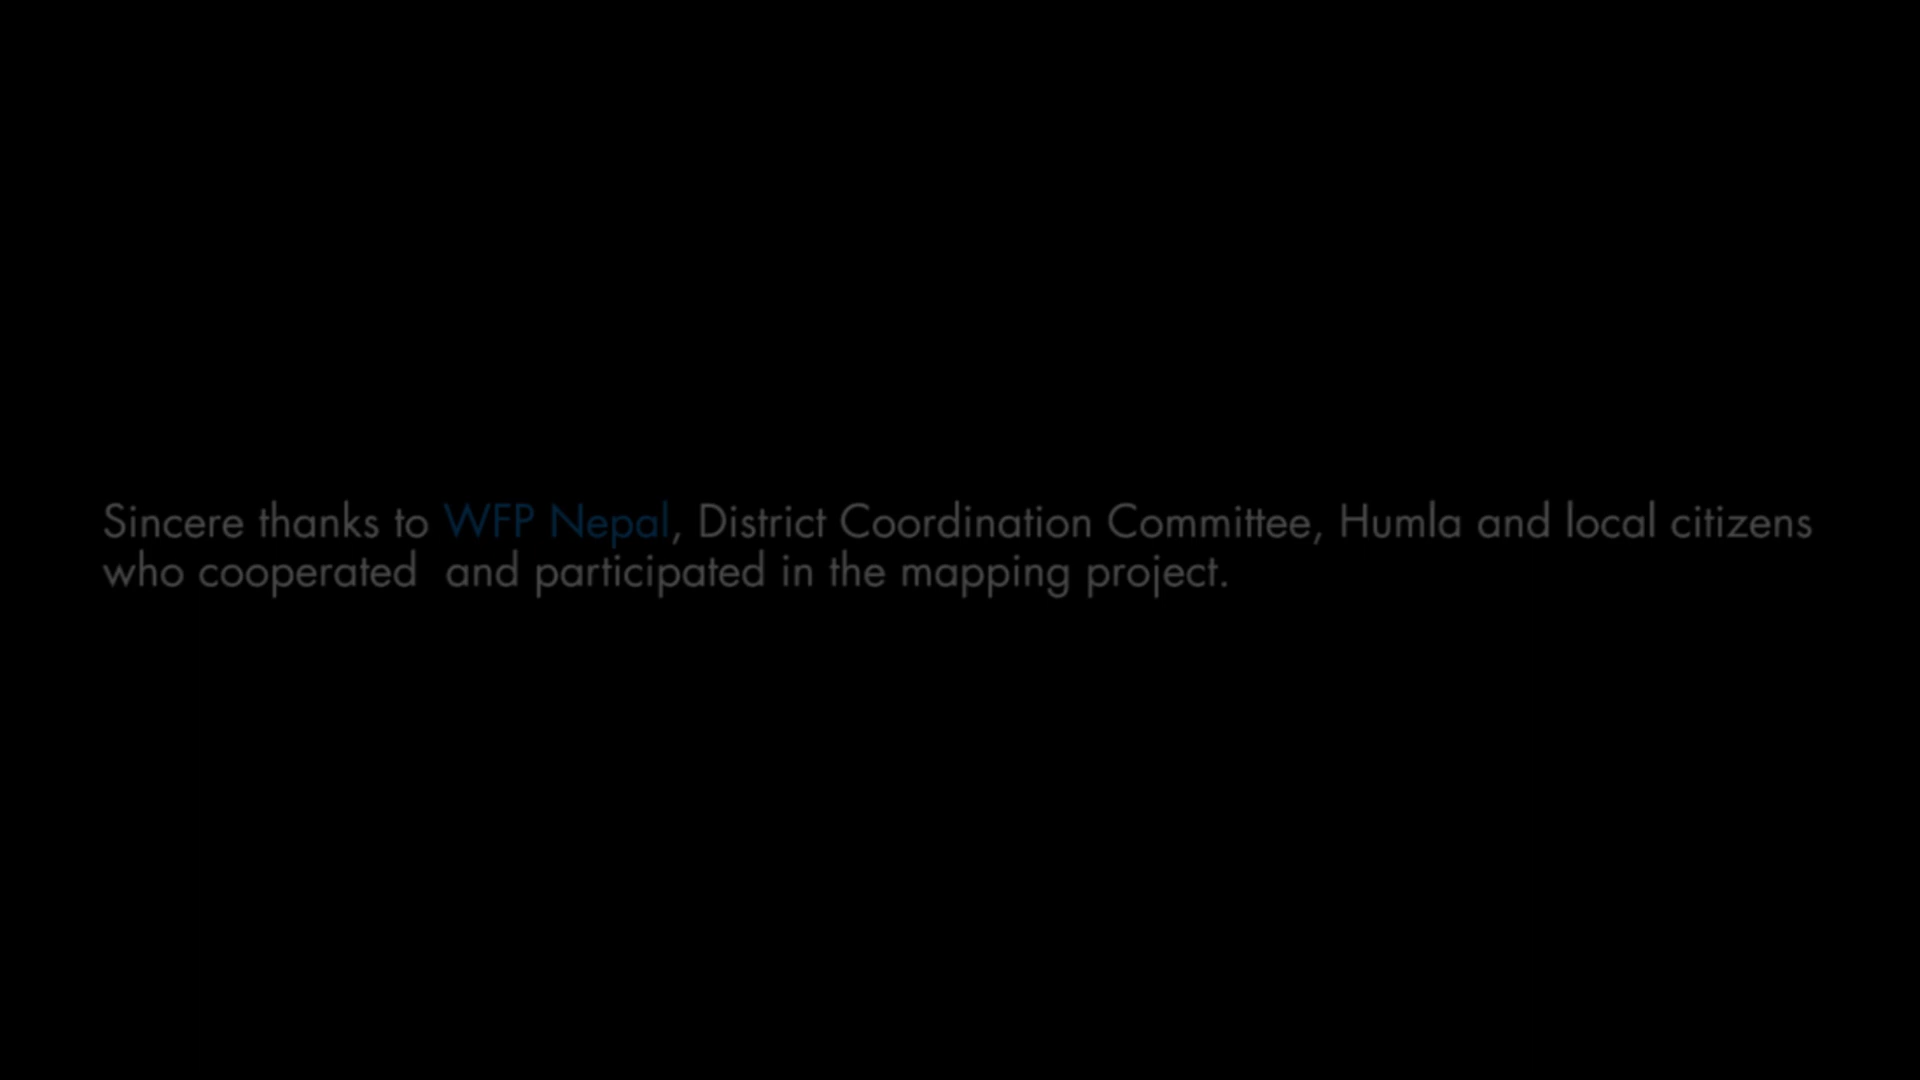 Sincere thanks to WFP Nepal, District Coordination Committee, Humla and local citizens
who cooperated  and participated in the mapping project.